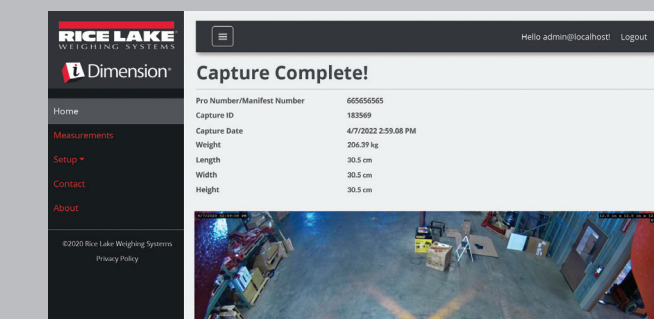 RICE LAKE
WEIGHING SYSTEMS
iDimension®
Home
Measurements
Setup
Contact
About
©2020 Rice Lake Weighing Systems
Privacy Policy
Hello admin@localhost! Logout
Capture Complete!
Pro Number/Manifest Number 665656565
Capture ID 183569
Capture Date 4/7/2022 2:59.08 PM
Weight 206.39 kg
Length 30.5 cm
Width 30.5 cm
Height 30.5 cm